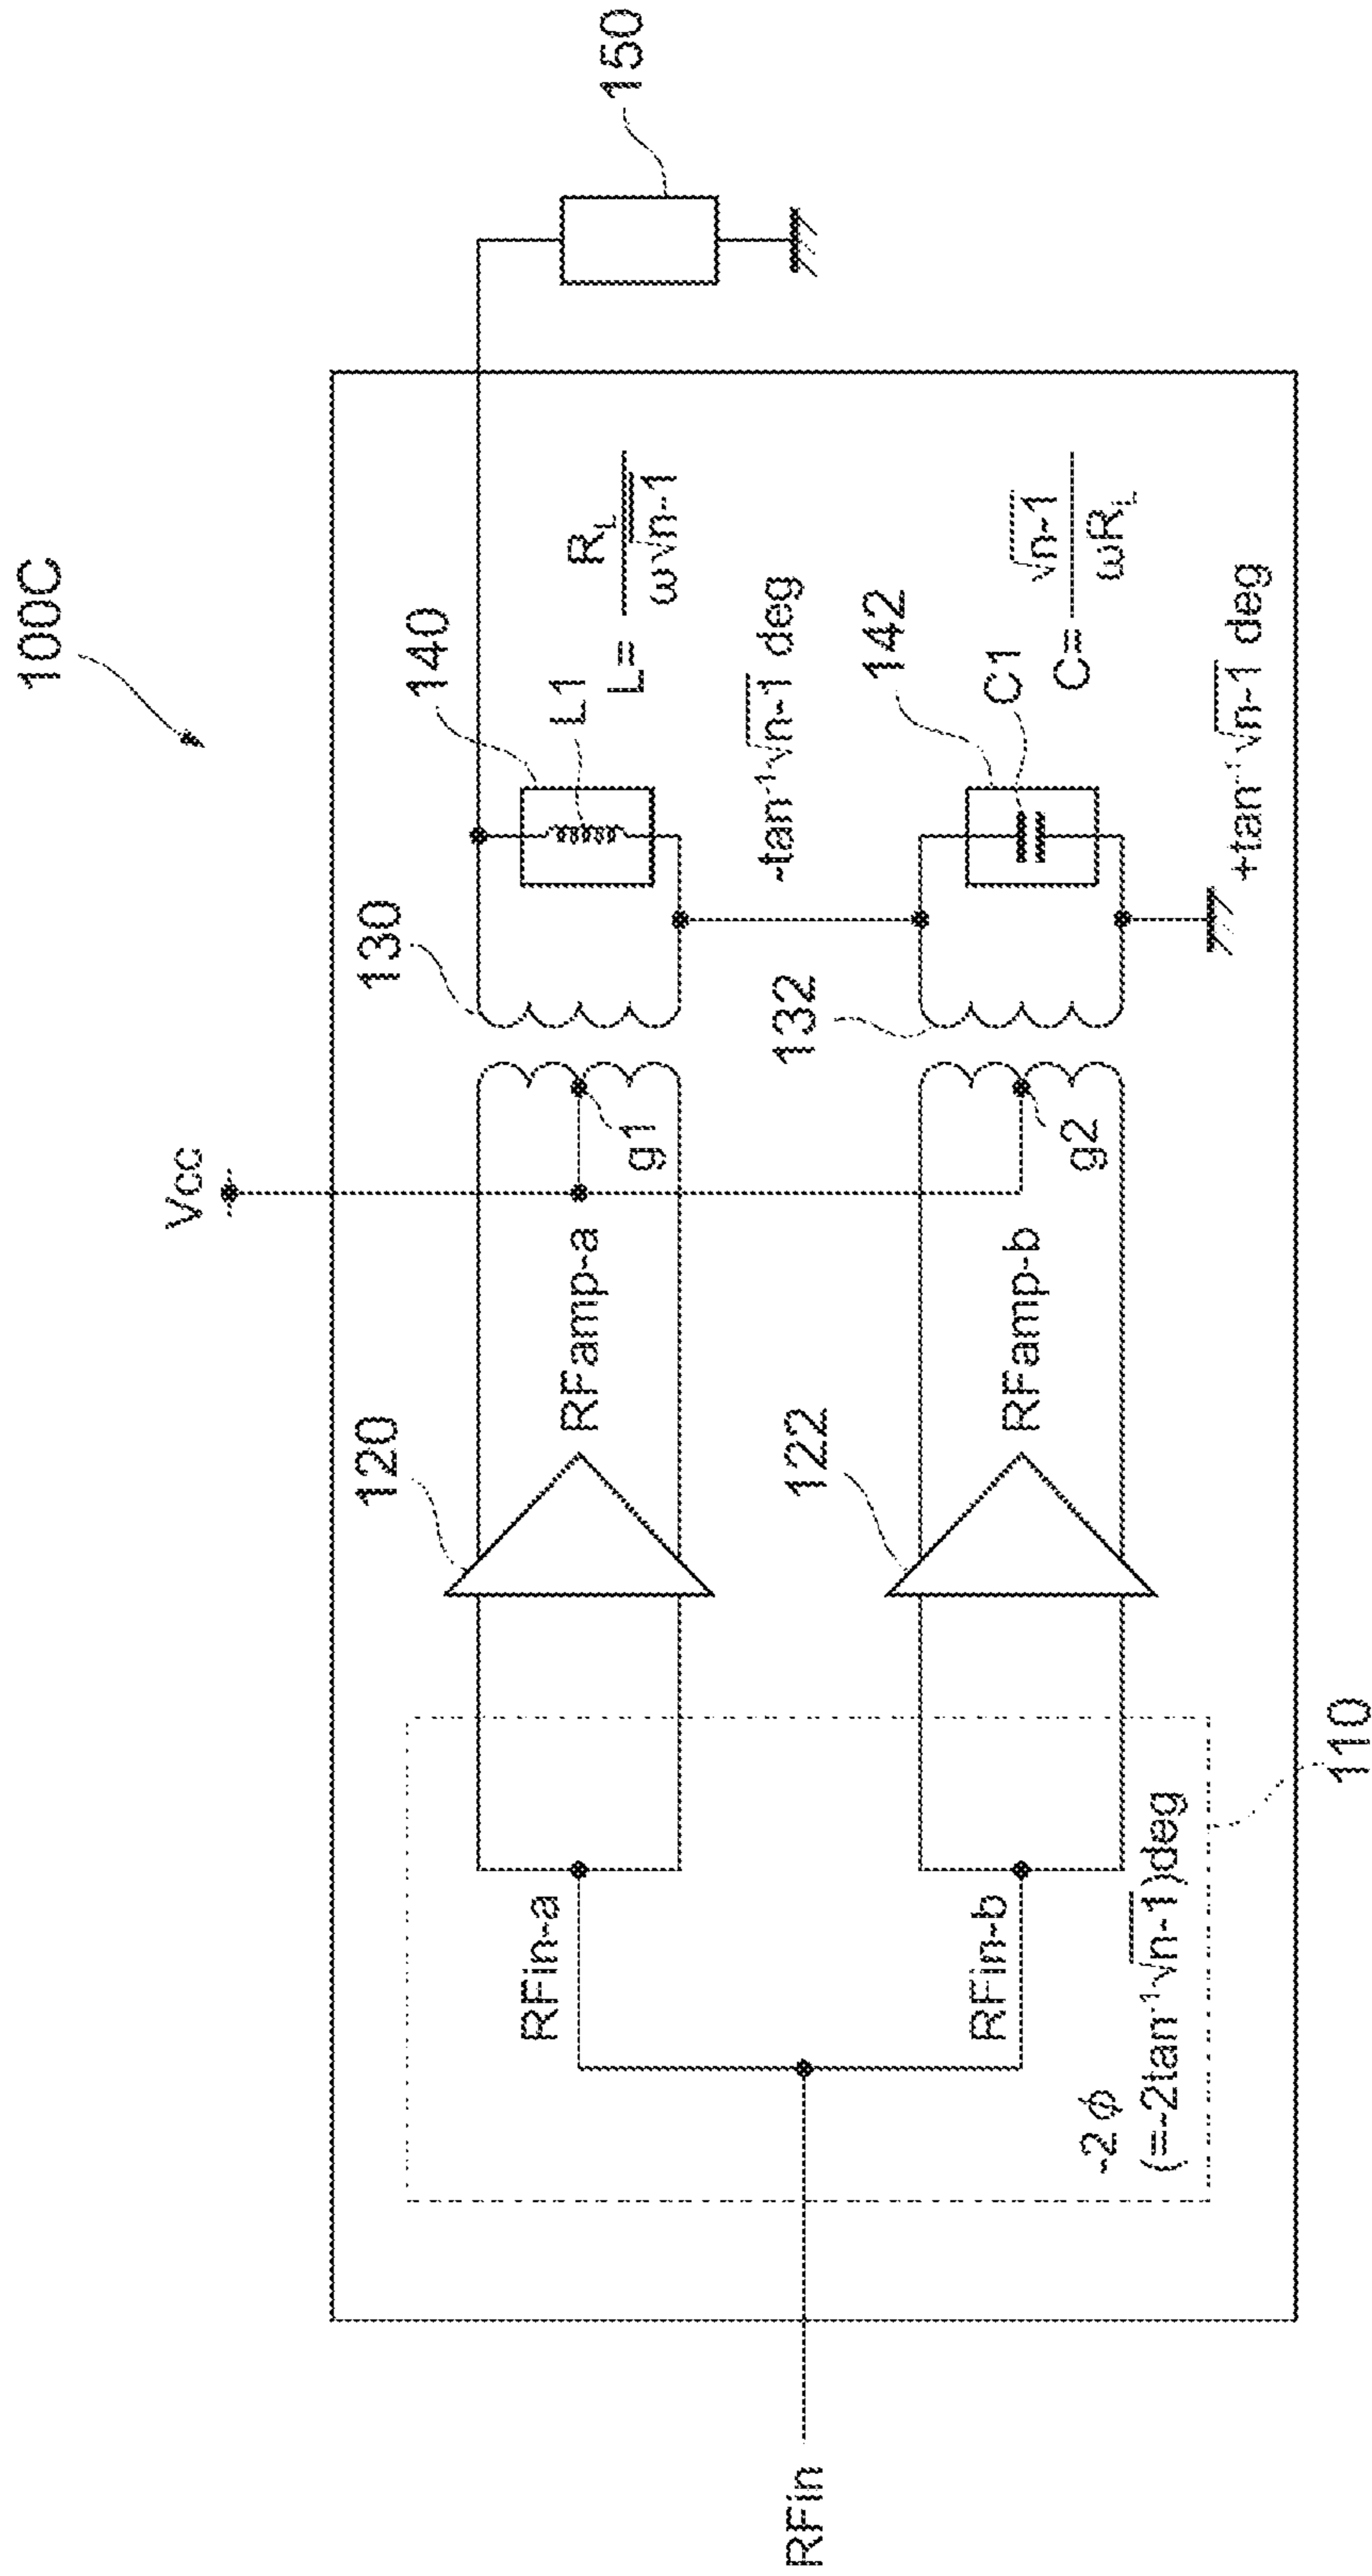 100C
Vcc
120
130
140
150
L1
L= R_L / ω√n-1
RFin-a
RFamp-a
g1
-tan⁻¹√n-1 deg
RFin
122
132
142
C1
C= √n-1 / ωR_L
RFin-b
RFamp-b
g2
-2ϕ
(=-2tan⁻¹√n-1)deg
+tan⁻¹√n-1 deg
110